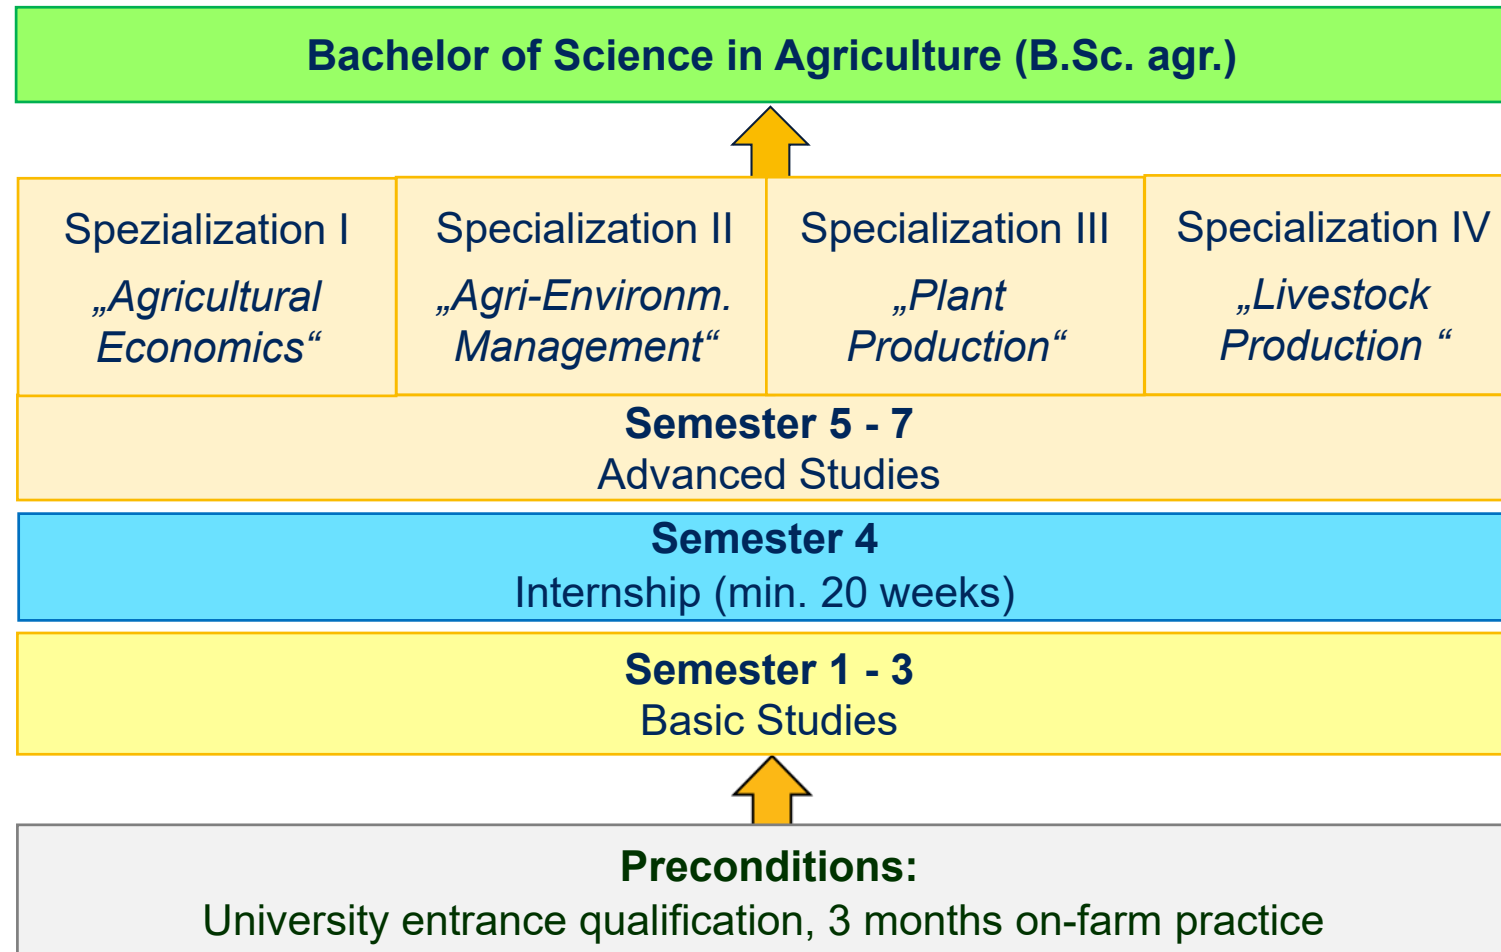 Bachelor of Science in Agriculture (B.Sc. agr.)
Spezialization I
„Agricultural
Economics“
Specialization II
„Agri-Environm.
Management“
Specialization III
„Plant
Production“
Specialization IV
„Livestock
Production “
Semester 5 - 7
Advanced Studies
Semester 4
Internship (min. 20 weeks)
Semester 1 - 3
Basic Studies
Preconditions:
University entrance qualification, 3 months on-farm practice